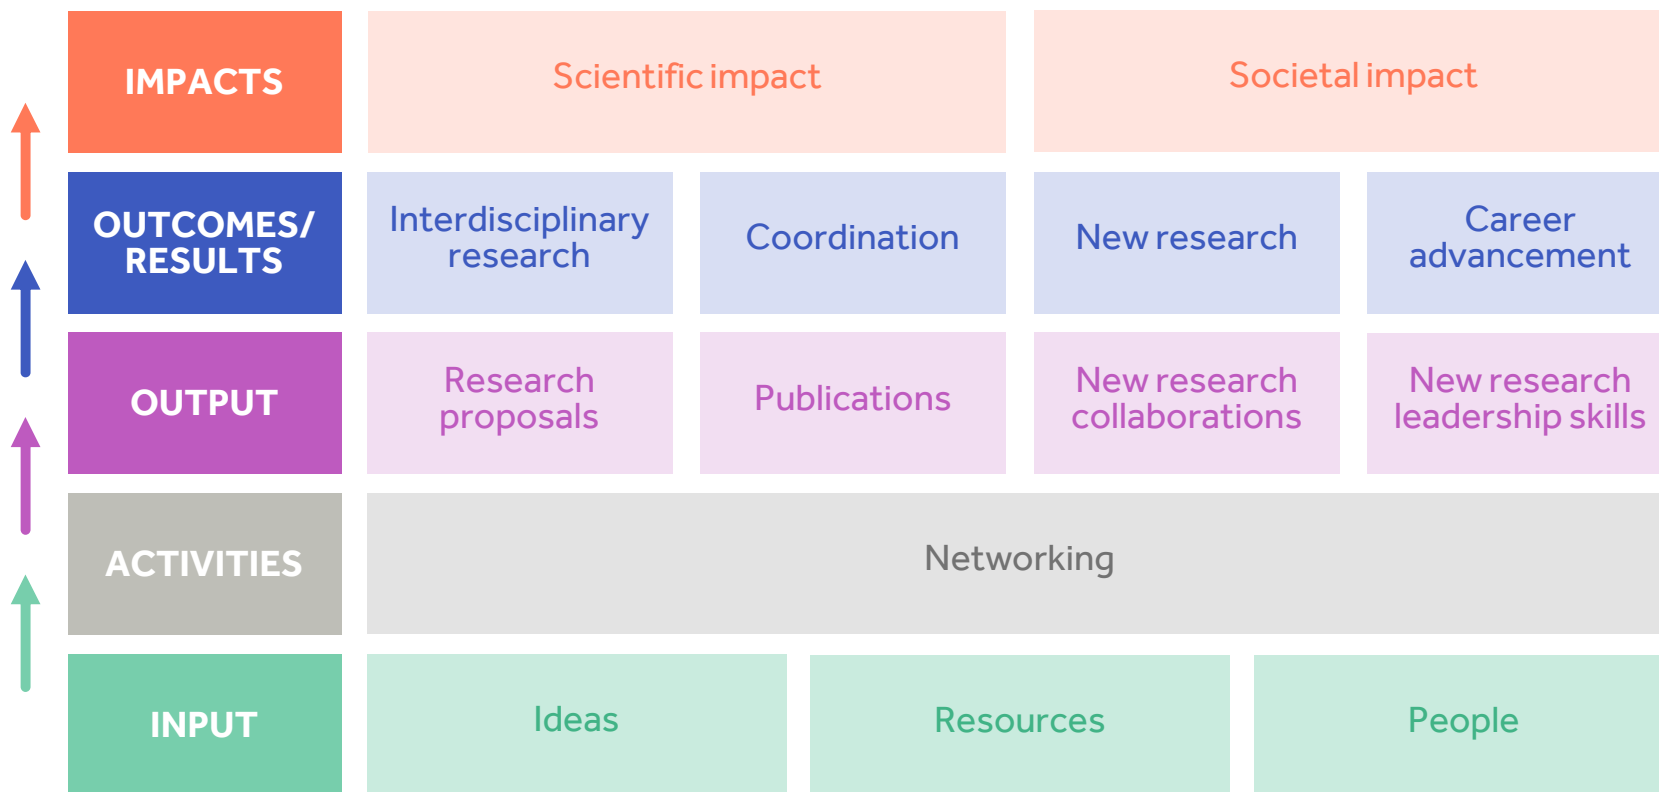 IMPACTS
Scientific impact
Societal impact
OUTCOMES/
RESULTS
Interdisciplinary
research
Coordination
New research
Career
advancement
OUTPUT
Research
proposals
Publications
New research
collaborations
New research
leadership skills
ACTIVITIES
Networking
INPUT
Ideas
Resources
People